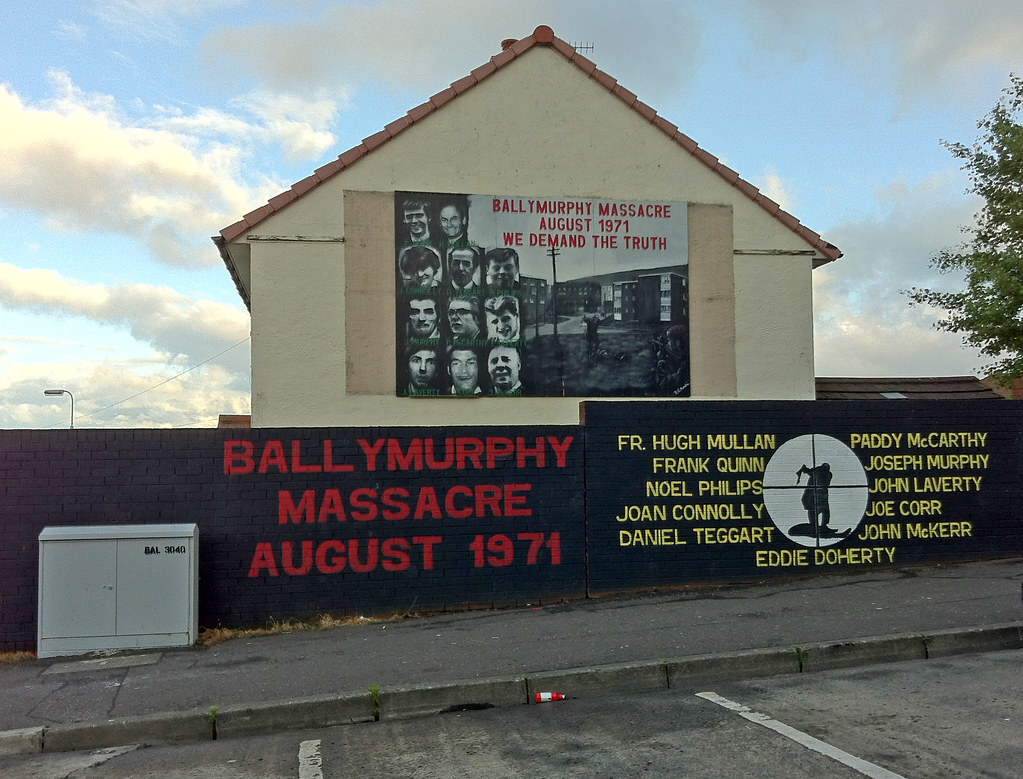 BALLYMURPHY MASSACRE
AUGUST 1971
WE DEMAND THE TRUTH
BALLYMURPHY
MASSACRE
AUGUST 1971
FR. HUGH MULLAN
FRANK QUINN
NOEL PHILIPS
JOAN CONNOLLY
DANIEL TEGGART
PADDY McCARTHY
JOSEPH MURPHY
JOHN LAVERTY
JOE CORR
JOHN McKERR
EDDIE DOHERTY
BAL 3040